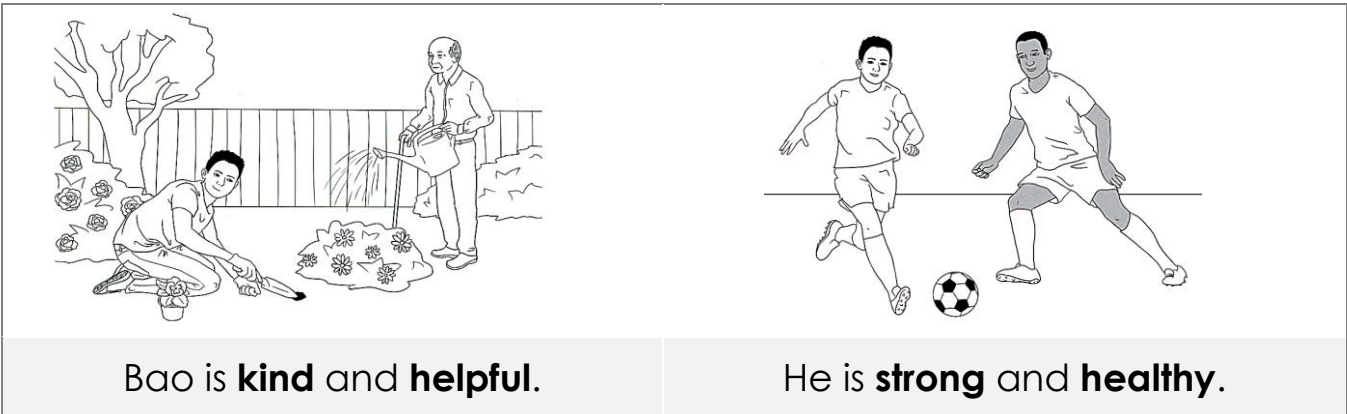 Bao is kind and helpful.
He is strong and healthy.